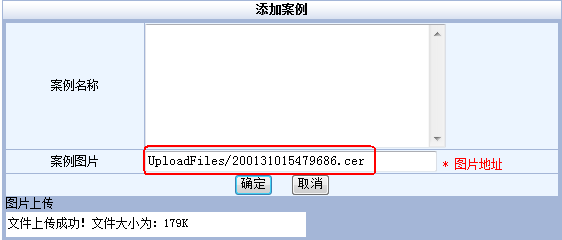 添加案例
案例名称
案例图片 UploadFiles/200131015479686.cer * 图片地址
确定 取消
图片上传
文件上传成功！文件大小为：179K